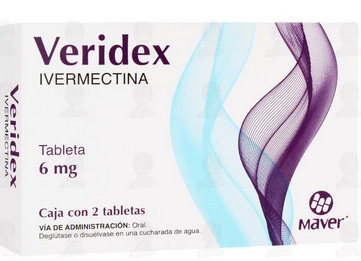 Veridex
IVERMECTINA
Tableta
6 mg
Caja con 2 tabletas
VÍA DE ADMINISTRACIÓN: Oral.
Deglútase o disuélvase en una cucharada de agua.
MAVER®
Veridex
IVERMECTINA